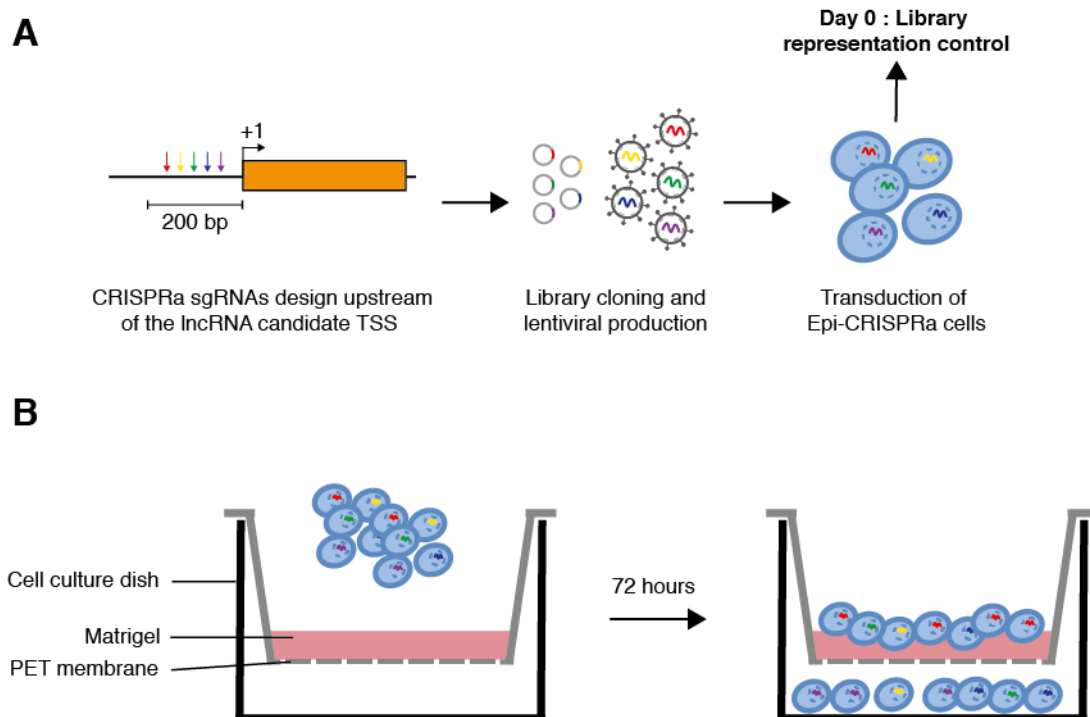 A
Day 0 : Library
representation control
+1
200 bp
CRISPRa sgRNAs design upstream
of the lncRNA candidate TSS
Library cloning and
lentiviral production
Transduction of
Epi-CRISPRa cells
B
Cell culture dish
Matrigel
PET membrane
72 hours